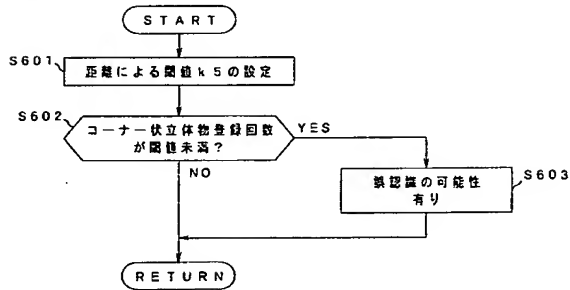 START
S601
距離による閾値k5の設定
S602
コーナー状立体物登録回数
が閾値未満?
YES
NO
誤認識の可能性
有り
S603
RETURN